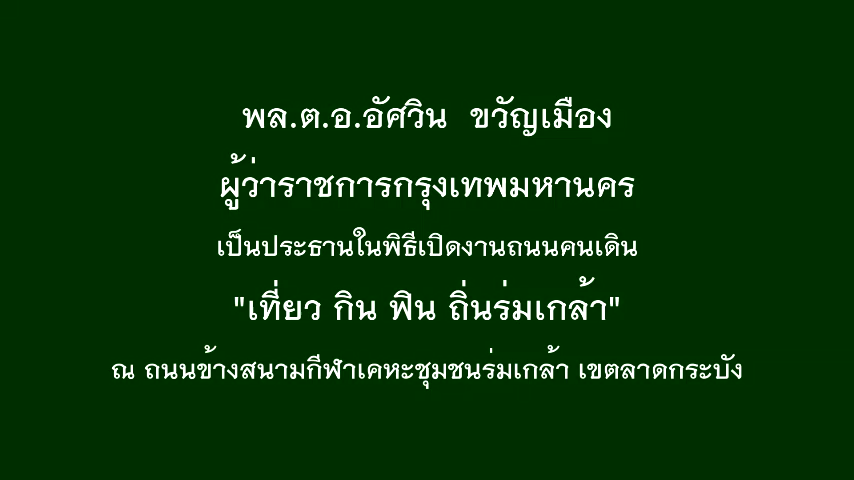 พล.ต.อ.อัศวิน ขวัญเมือง
ผู้ว่าราชการกรุงเทพมหานคร
เป็นประธานในพิธีเปิดงานถนนคนเดิน
"เที่ยว กิน ฟิน ถิ่นร่มเกล้า"
ณ ถนนข้างสนามกีฬาเคหะชุมชนร่มเกล้า เขตลาดกระบัง